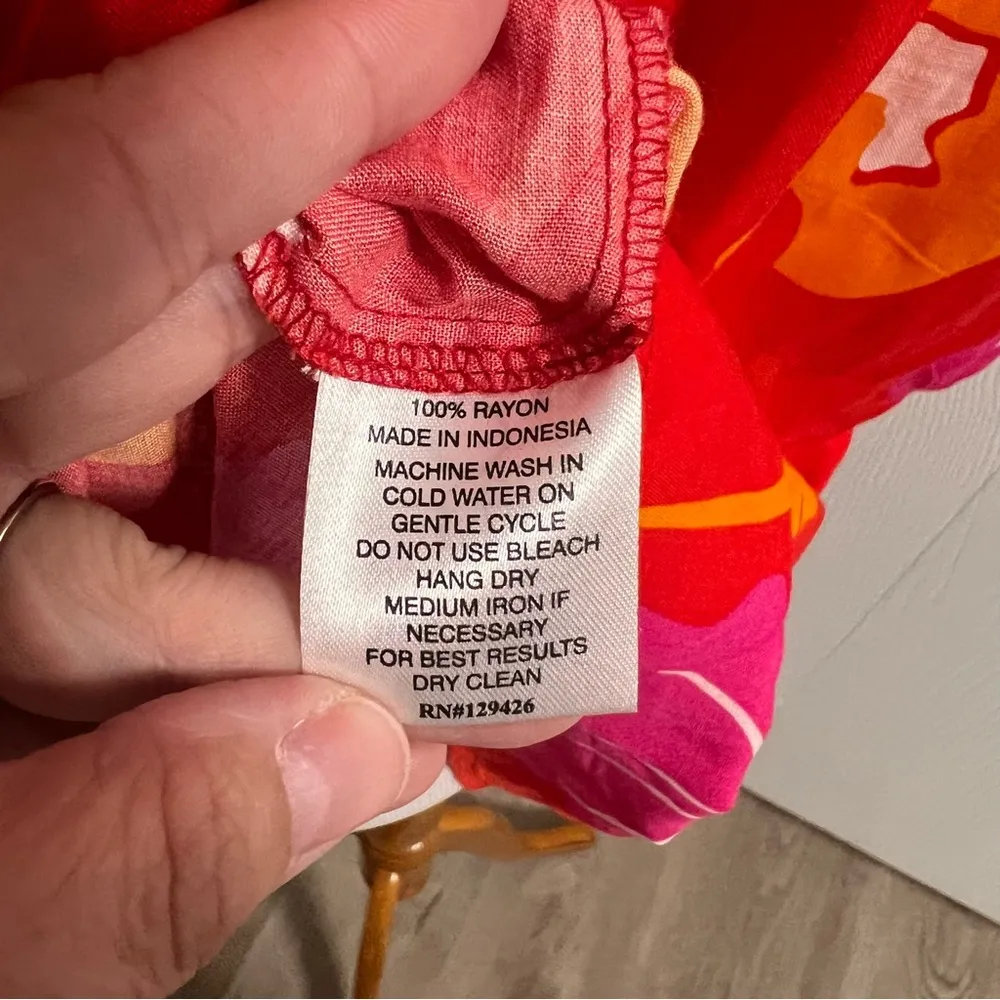 100% RAYON
MADE IN INDONESIA
MACHINE WASH IN
COLD WATER ON
GENTLE CYCLE
DO NOT USE BLEACH
HANG DRY
MEDIUM IRON IF
NECESSARY
FOR BEST RESULTS
DRY CLEAN
RN#129426